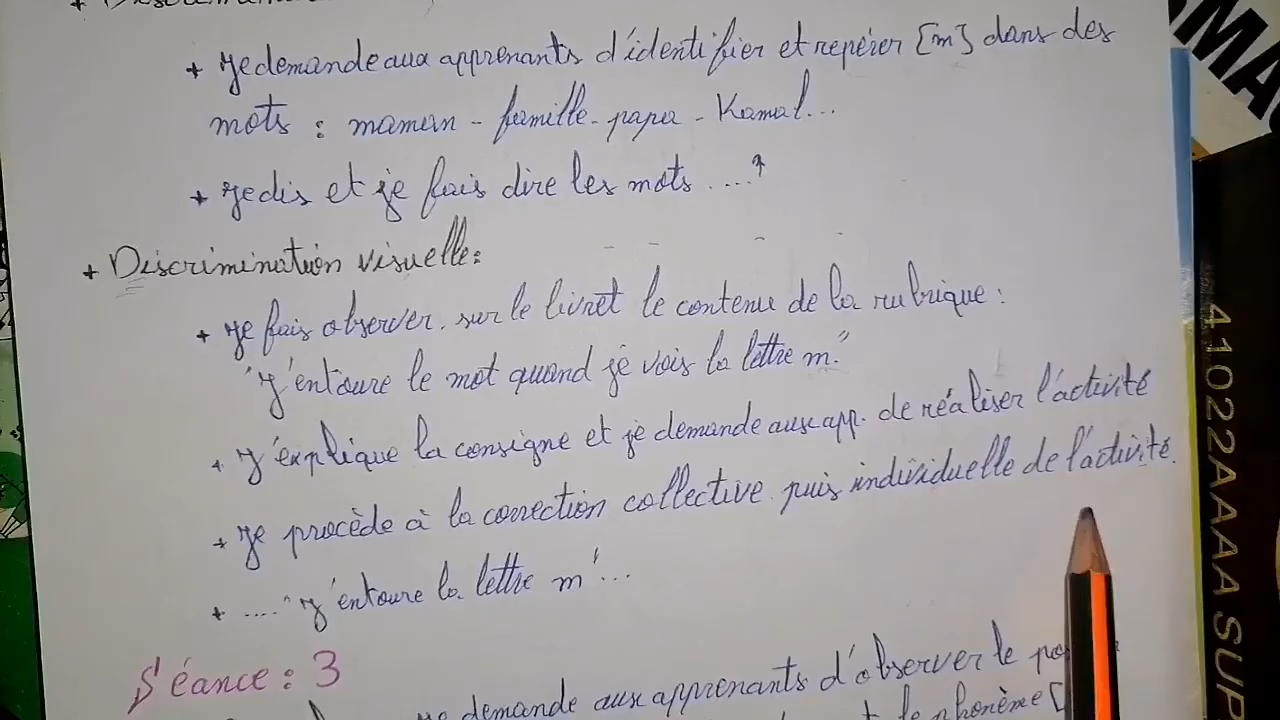 + Discrimination
+ Je demande aux apprenants d'identifier et repérer [m] dans des
mots : maman - famille - papa - Kamal...
+ Je dis et je fais dire les mots ....
+ Discrimination visuelle :
+ Je fais observer, sur le livret le contenu de la rubrique :
"J'entoure le mot quand je vois la lettre m."
+ J'explique la consigne et je demande aux app. de réaliser l'activité
+ Je procède à la correction collective puis individuelle de l'activité.
+ ...." J'entoure la lettre m"...
Séance : 3
Je demande aux apprenants d'observer le
le phonème [
MA
41022AAAA SUP